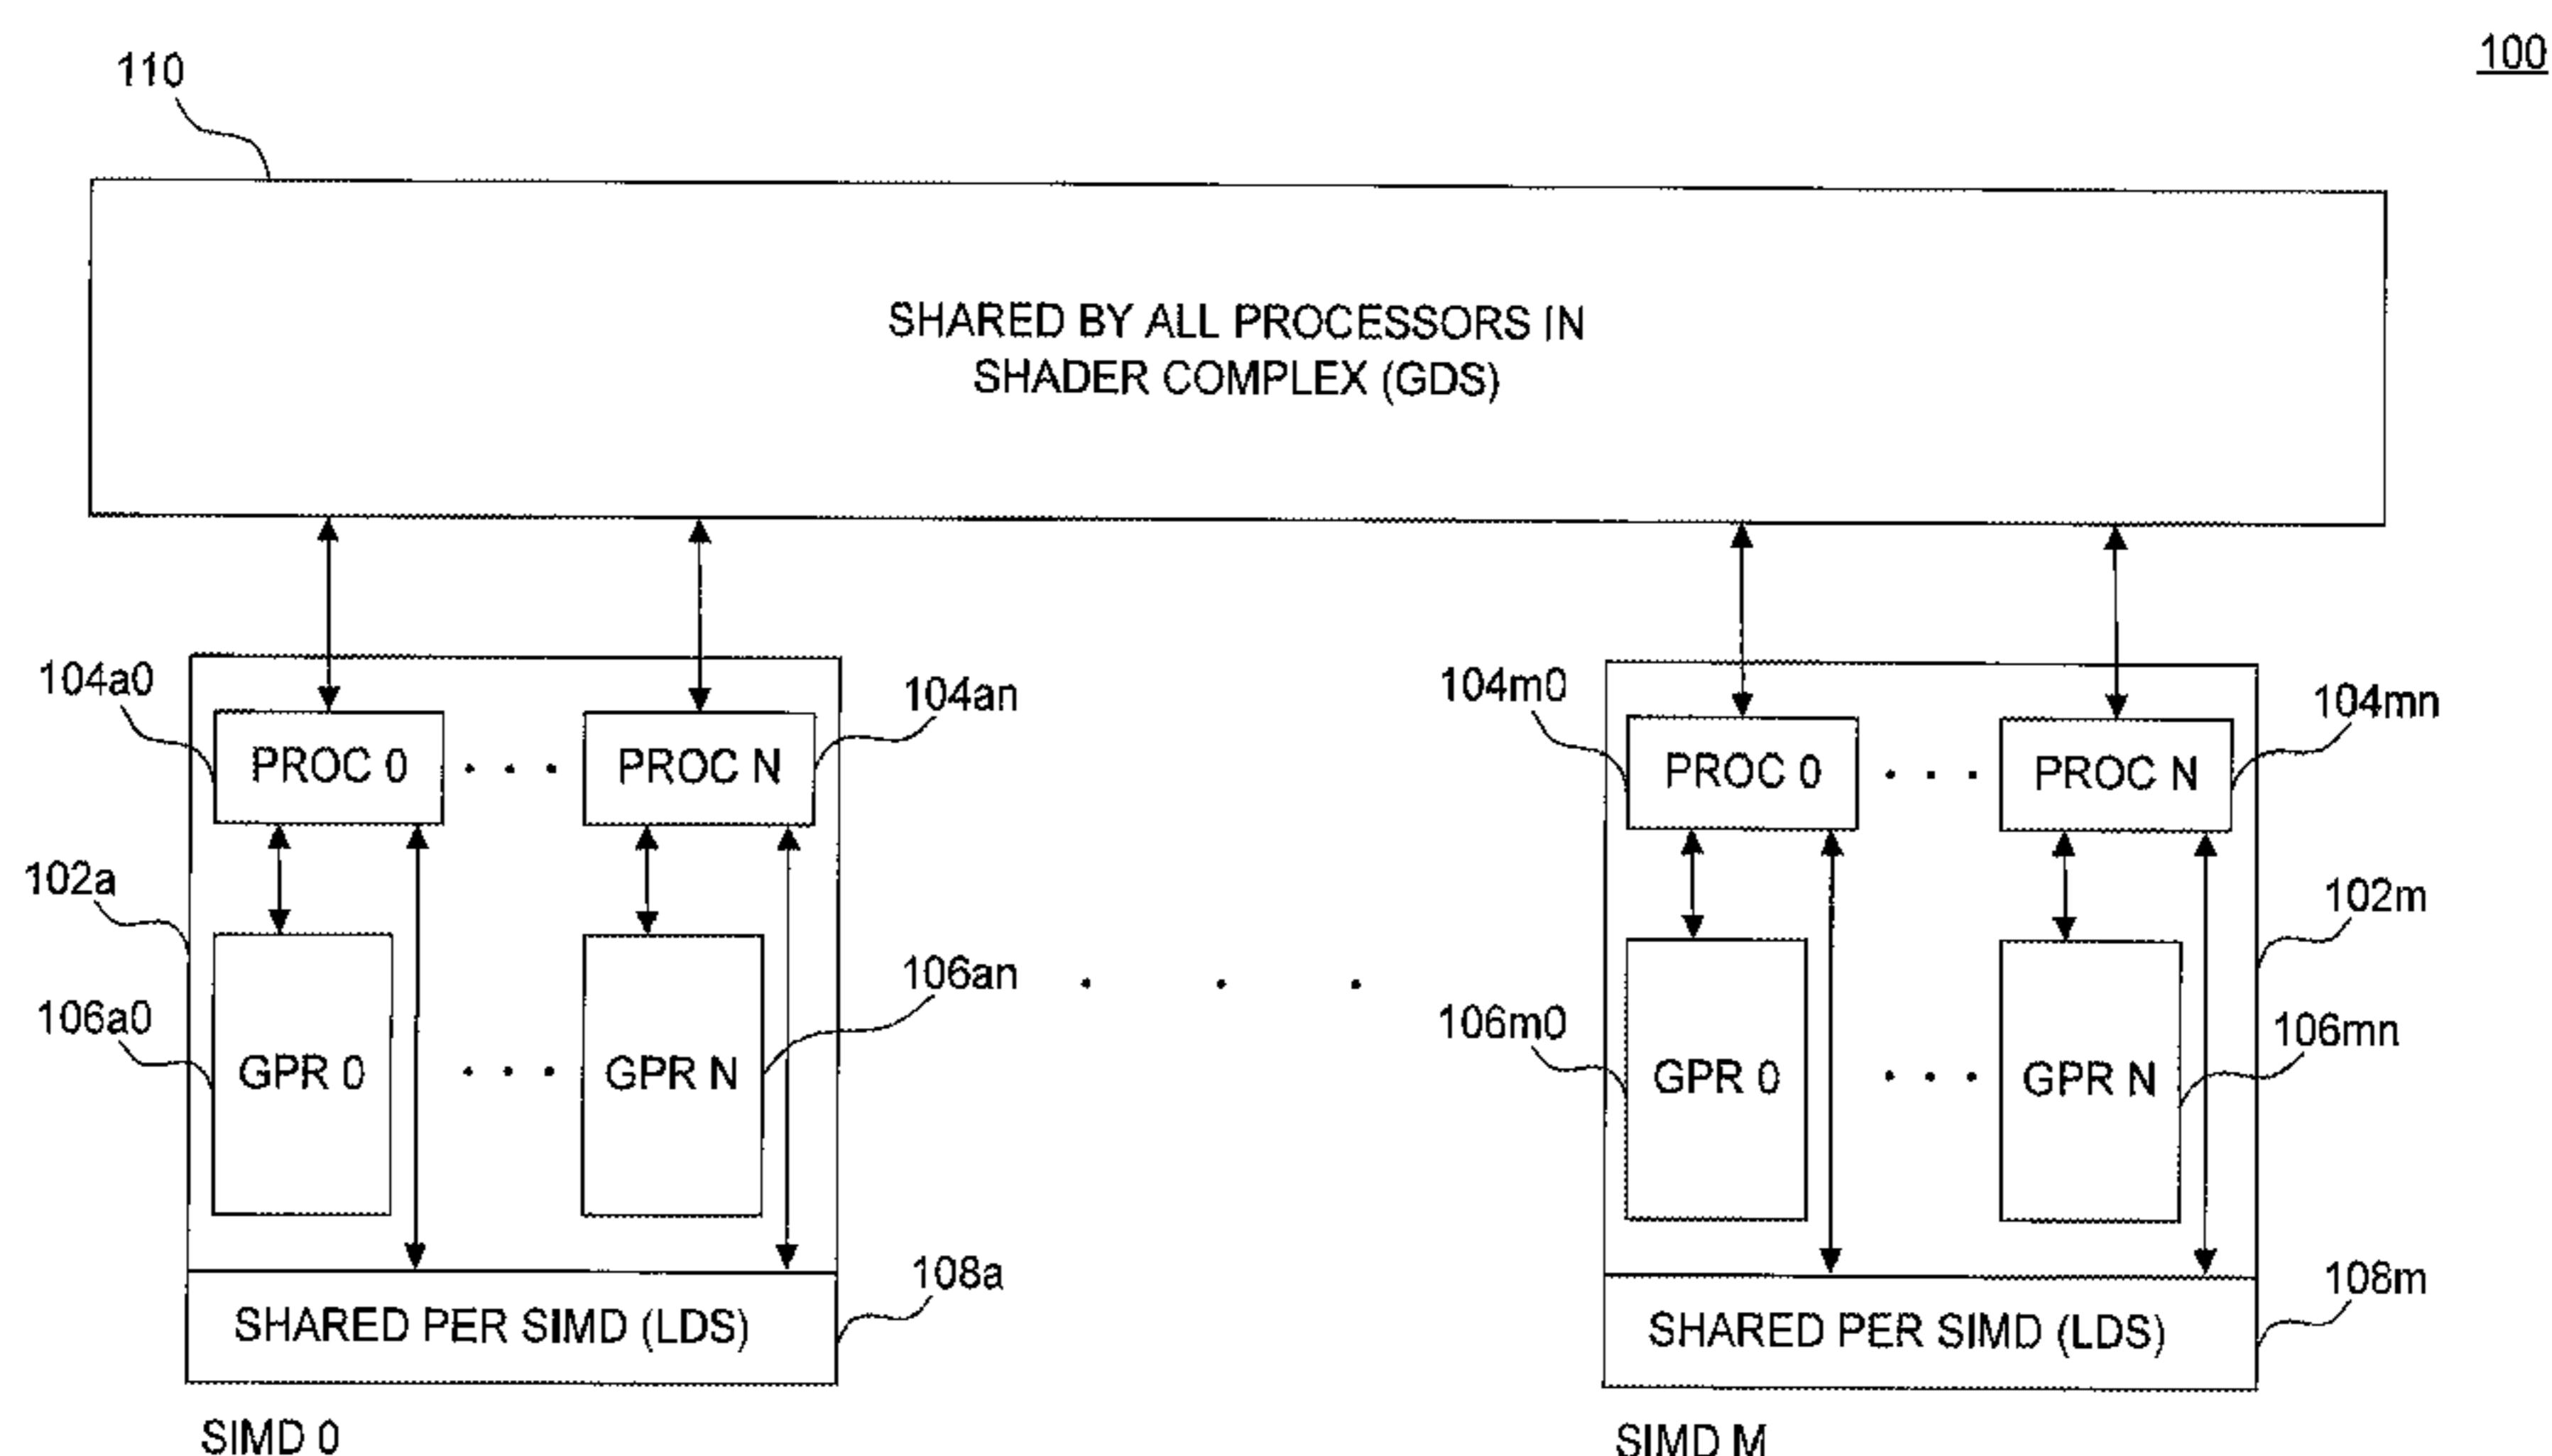 100
110
SHARED BY ALL PROCESSORS IN
SHADER COMPLEX (GDS)
104a0
104an
104m0
104mn
PROC 0
PROC N
PROC 0
PROC N
102a
102m
106a0
106an
106m0
106mn
GPR 0
GPR N
GPR 0
GPR N
108a
108m
SHARED PER SIMD (LDS)
SHARED PER SIMD (LDS)
SIMD 0
SIMD M